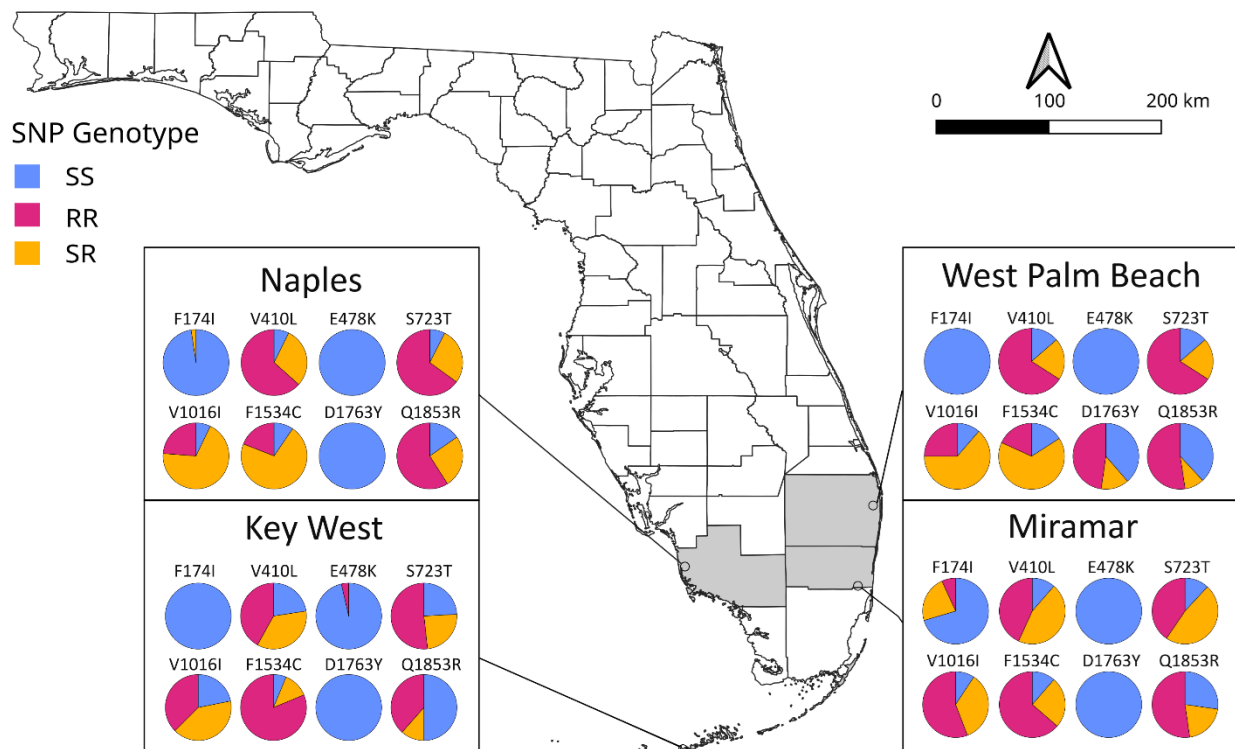 0 100 200 km
SNP Genotype
SS
RR
SR
Naples
F174I V410L E478K S723T
V1016I F1534C D1763Y Q1853R
Key West
F174I V410L E478K S723T
V1016I F1534C D1763Y Q1853R
West Palm Beach
F174I V410L E478K S723T
V1016I F1534C D1763Y Q1853R
Miramar
F174I V410L E478K S723T
V1016I F1534C D1763Y Q1853R